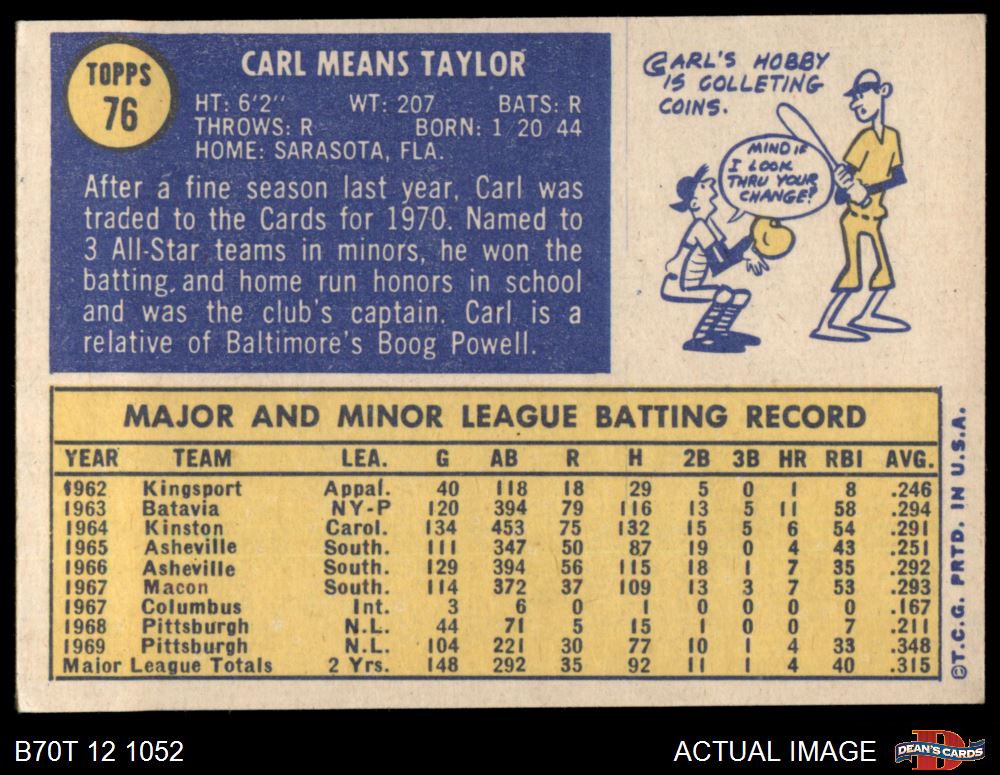 TOPPS
76
CARL MEANS TAYLOR
HT: 6'2" WT: 207 BATS: R
THROWS: R BORN: 1 20 44
HOME: SARASOTA, FLA.
After a fine season last year, Carl was
traded to the Cards for 1970. Named to
3 All-Star teams in minors, he won the
batting and home run honors in school
and was the club's captain. Carl is a
relative of Baltimore's Boog Powell.
CARL'S HOBBY
IS COLLETING
COINS.
MIND IF
I LOOK
THRU YOUR
CHANGE?
MAJOR AND MINOR LEAGUE BATTING RECORD
YEAR TEAM LEA. G AB R H 2B 3B HR RBI AVG.
1962 Kingsport Appal. 40 118 18 29 5 0 1 8 .246
1963 Batavia NY-P 120 394 79 116 13 5 11 58 .294
1964 Kinston Carol. 134 453 75 132 15 5 6 54 .291
1965 Asheville South. 111 347 50 87 19 0 4 43 .251
1966 Asheville South. 129 394 56 115 18 1 7 35 .292
1967 Macon South. 114 372 37 109 13 3 7 53 .293
1967 Columbus Int. 3 6 0 1 0 0 0 0 .167
1968 Pittsburgh N.L. 44 71 5 15 1 0 0 7 .211
1969 Pittsburgh N.L. 104 221 30 77 10 1 4 33 .348
Major League Totals 2 Yrs. 148 292 35 92 11 1 4 40 .315
©T.C.G. PRTD. IN U.S.A.
B70T 12 1052
ACTUAL IMAGE
DEAN'S CARDS